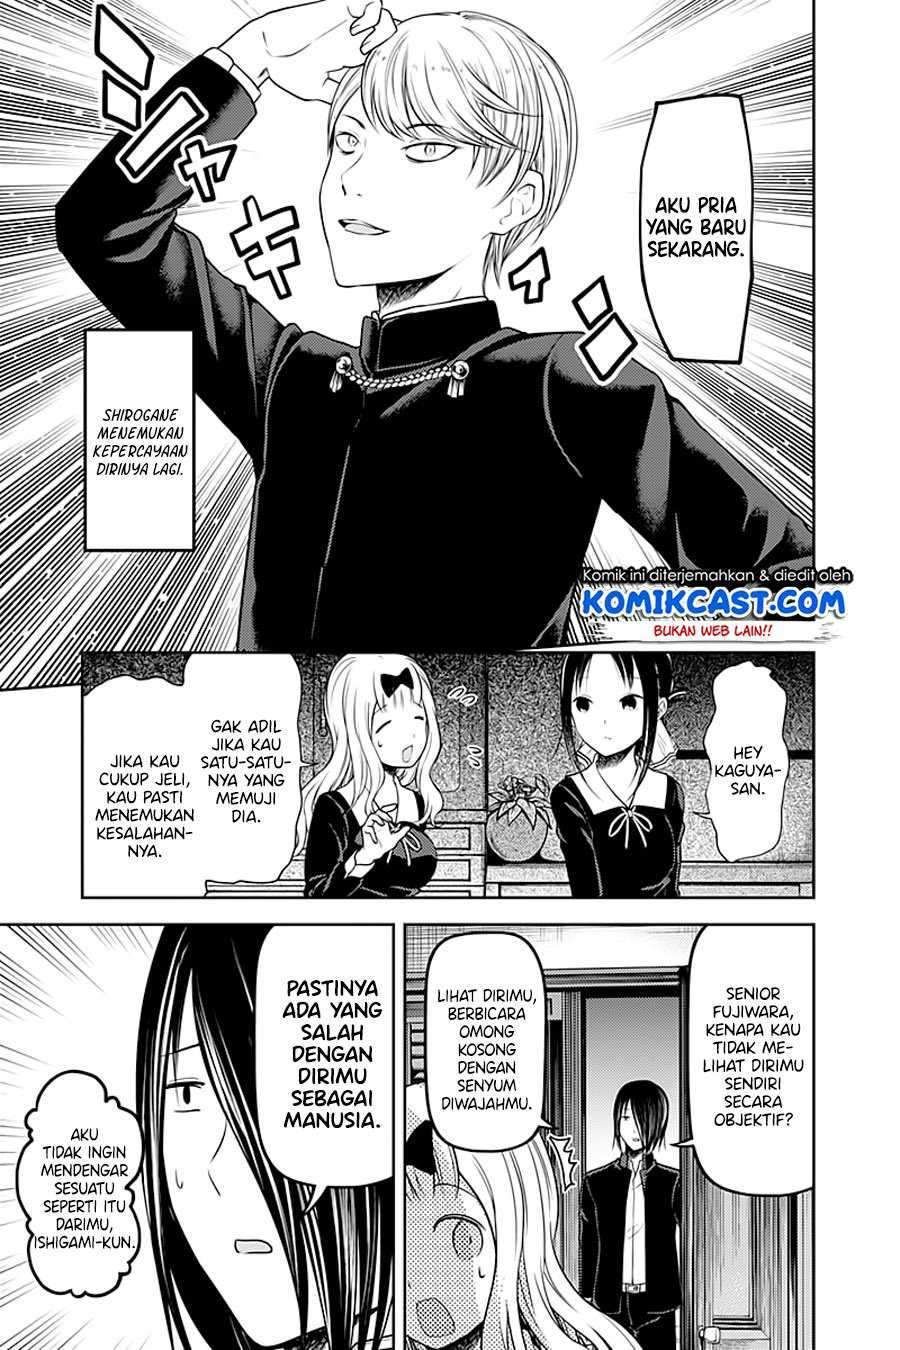 AKU PRIA
YANG BARU
SEKARANG.
SHIROGANE
MENEMUKAN
KEPERCAYAAN
DIRINYA LAGI.
Komik ini diterjemahkan & diedit oleh
KOMIKCAST.COM
BUKAN WEB LAIN!!
HEY
KAGUYA-
SAN.
GAK ADIL
JIKA KAU
SATU-SATU-
NYA YANG
MEMUJI
DIA.
JIKA KAU
CUKUP JELI,
KAU PASTI
MENEMUKAN
KESALAHAN-
NYA.
SENIOR
FUJIWARA,
KENAPA KAU
TIDAK ME-
LIHAT DIRIMU
SENDIRI
SECARA
OBJEKTIF?
LIHAT DIRIMU,
BERBICARA
OMONG
KOSONG
DENGAN
SENYUM
DIWAJAHMU.
PASTINYA
ADA YANG
SALAH
DENGAN
DIRIMU
SEBAGAI
MANUSIA.
AKU
TIDAK INGIN
MENDENGAR
SESUATU
SEPERTI ITU
DARIMU,
ISHIGAMI-KUN.